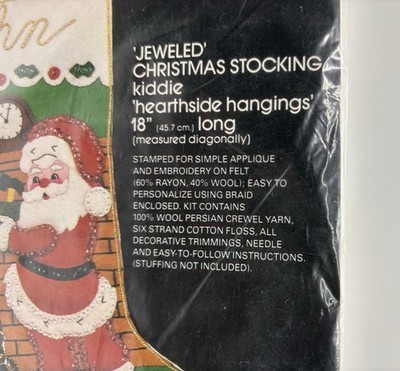 hn
'JEWELED'
CHRISTMAS STOCKING
kiddie
'hearthside hangings'
18" (45.7 cm.) long
(measured diagonally)
STAMPED FOR SIMPLE APPLIQUE
AND EMBROIDERY ON FELT
(60% RAYON, 40% WOOL); EASY TO
PERSONALIZE USING BRAID
ENCLOSED. KIT CONTAINS
100% WOOL PERSIAN CREWEL YARN,
SIX STRAND COTTON FLOSS, ALL
DECORATIVE TRIMMINGS, NEEDLE
AND EASY-TO-FOLLOW INSTRUCTIONS.
(STUFFING NOT INCLUDED).